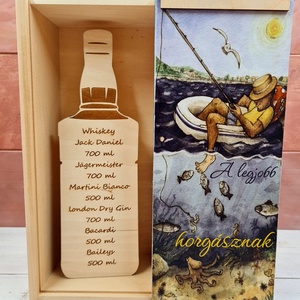 Whiskey
Jack Daniel
700 ml
Jägermeister
700 ml
Martini Bianco
500 ml
London Dry Gin
700 ml
Bacardi
500 ml
Baileys
500 ml
A legjobb
horgásznak